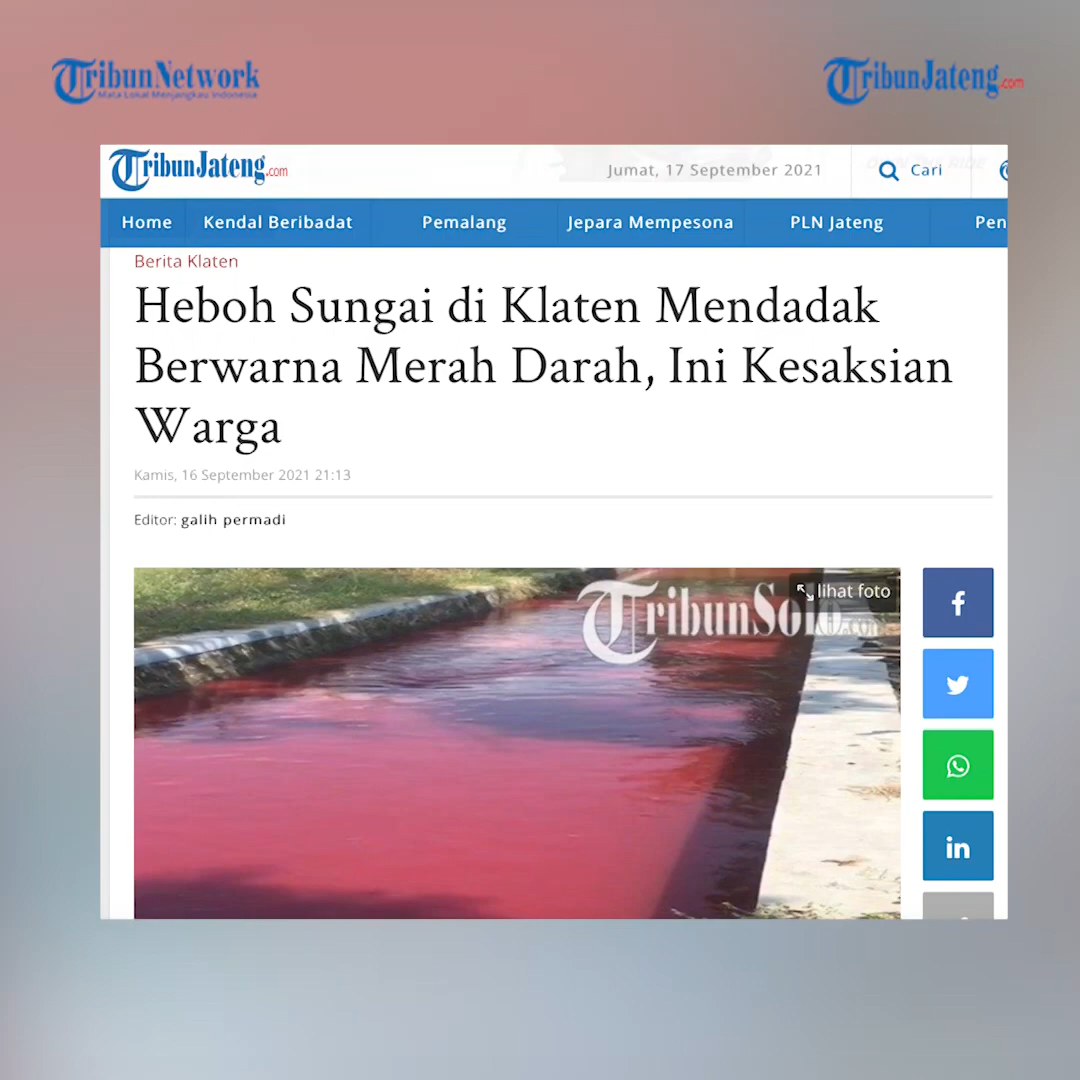 TribunNetwork
Mata Lokal Menjangkau Indonesia
TribunJateng.com
TribunJateng.com
Jumat, 17 September 2021
Cari
Home
Kendal Beribadat
Pemalang
Jepara Mempesona
PLN Jateng
Pen
Berita Klaten
Heboh Sungai di Klaten Mendadak
Berwarna Merah Darah, Ini Kesaksian
Warga
Kamis, 16 September 2021 21:13
Editor: galih permadi
lihat foto
TribunSolo.com
f
in